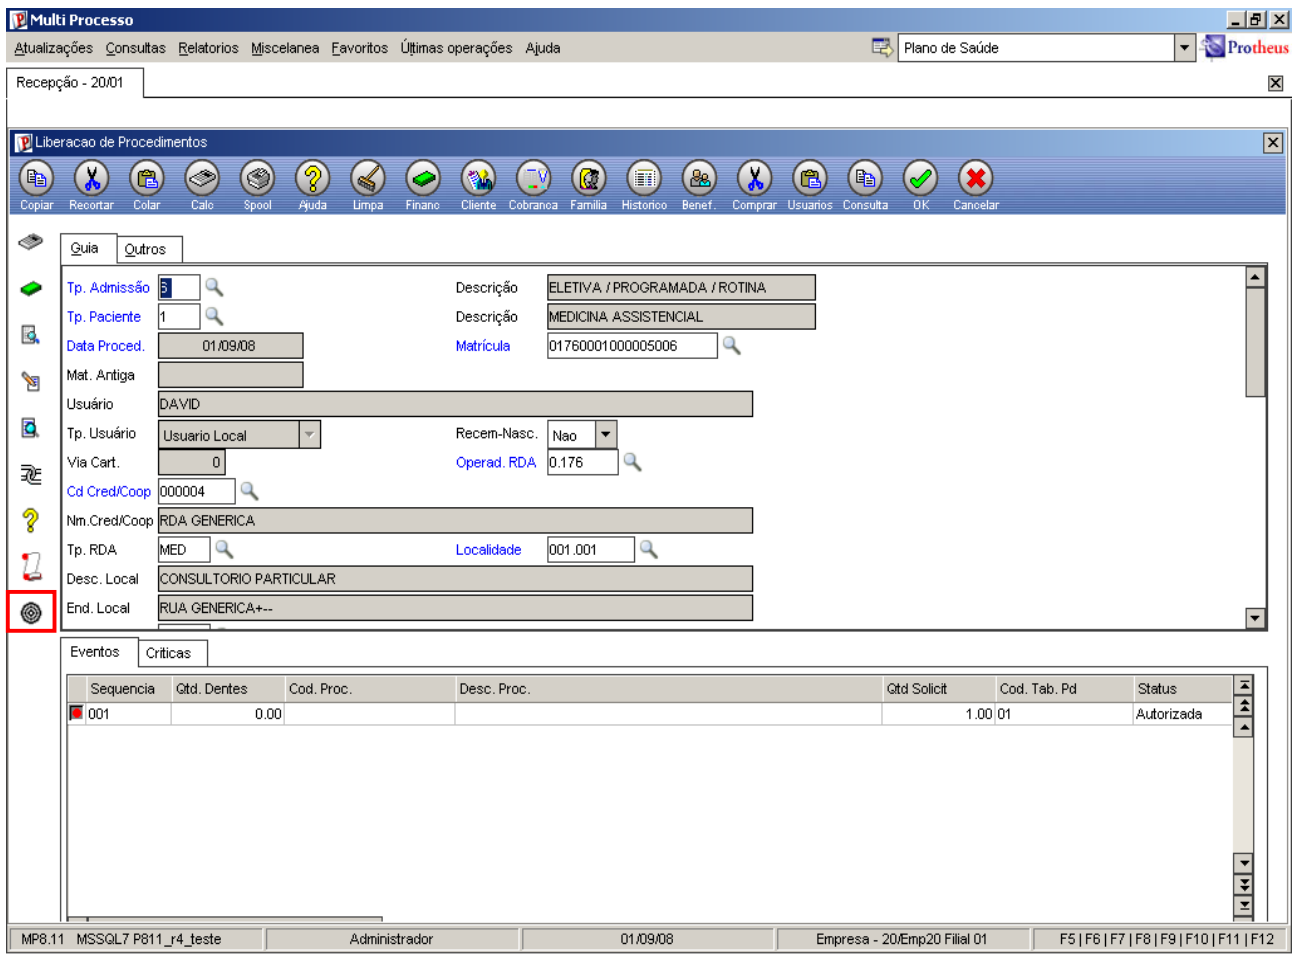 Multi Processo
Atualizações Consultas Relatorios Miscelanea Favoritos Últimas operações Ajuda Plano de Saúde Protheus
Recepção - 20/01
Liberacao de Procedimentos
Copiar Recortar Colar Calc Spool Ajuda Limpa Financ Cliente Cobranca Familia Historico Benef. Comprar Usuarios Consulta OK Cancelar
Guia Outros
Tp. Admissão 5 Descrição ELETIVA / PROGRAMADA / ROTINA
Tp. Paciente 1 Descrição MEDICINA ASSISTENCIAL
Data Proced. 01/09/08 Matrícula 01760001000005006
Mat. Antiga
Usuário DAVID
Tp. Usuário Usuario Local Recem-Nasc. Nao
Via Cart. 0 Operad. RDA 0.176
Cd Cred/Coop 000004
Nm.Cred/Coop RDA GENERICA
Tp. RDA MED Localidade 001.001
Desc. Local CONSULTORIO PARTICULAR
End. Local RUA GENERICA+--
Eventos Criticas
Sequencia Qtd. Dentes Cod. Proc. Desc. Proc. Qtd Solicit Cod. Tab. Pd Status
001 0.00 1.00 01 Autorizada
MP8.11 MSSQL7 P811_r4_teste Administrador 01/09/08 Empresa - 20/Emp20 Filial 01 F5 | F6 | F7 | F8 | F9 | F10 | F11 | F12